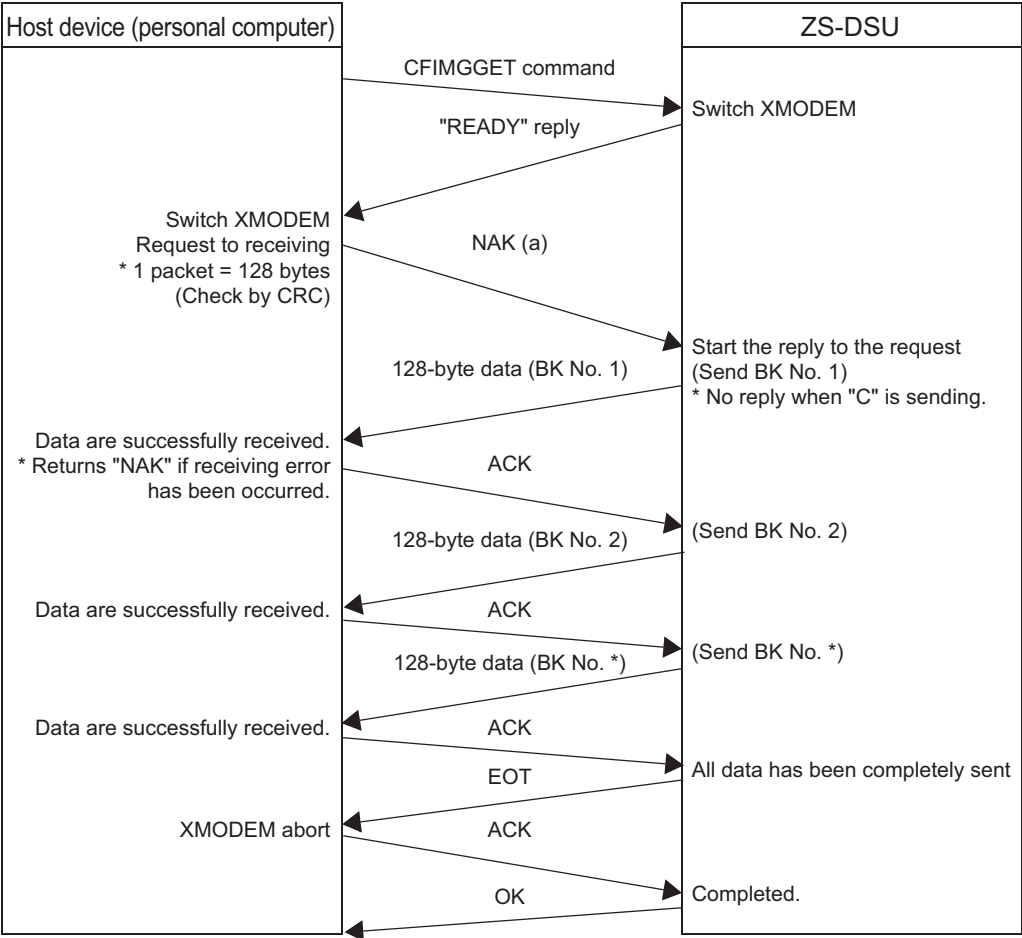 Host device (personal computer)
ZS-DSU
CFIMGGET command
Switch XMODEM
"READY" reply
Switch XMODEM
Request to receiving
* 1 packet = 128 bytes
(Check by CRC)
NAK (a)
Start the reply to the request
(Send BK No. 1)
* No reply when "C" is sending.
128-byte data (BK No. 1)
Data are successfully received.
* Returns "NAK" if receiving error
has been occurred.
ACK
(Send BK No. 2)
128-byte data (BK No. 2)
Data are successfully received.
ACK
(Send BK No. *)
128-byte data (BK No. *)
Data are successfully received.
ACK
All data has been completely sent
EOT
XMODEM abort
ACK
Completed.
OK